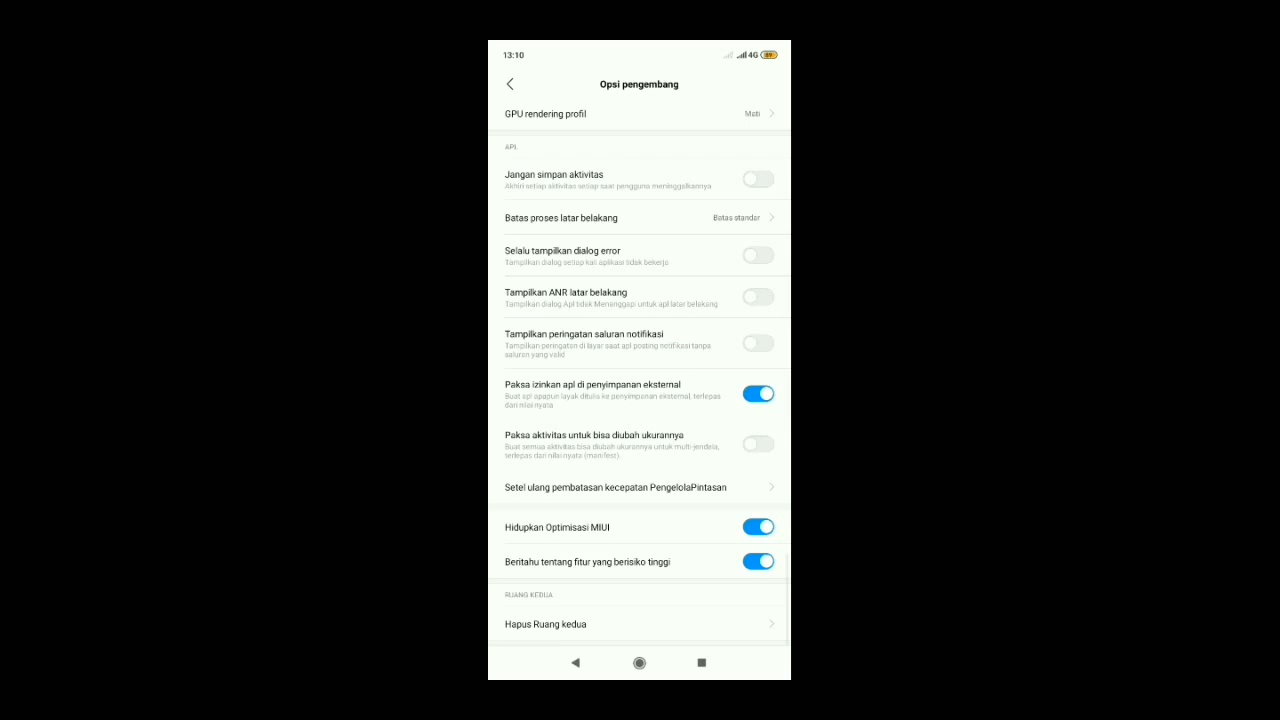 13:10
4G
Opsi pengembang
GPU rendering profil
Mati
API.
Jangan simpan aktivitas
Akhiri setiap aktivitas setiap saat pengguna meninggalkannya
Batas proses latar belakang
Batas standar
Selalu tampilkan dialog error
Tampilkan dialog setiap kali aplikasi tidak bekerja
Tampilkan ANR latar belakang
Tampilkan dialog Apl tidak Menanggapi untuk apl latar belakang
Tampilkan peringatan saluran notifikasi
Tampilkan peringatan di layar saat apl posting notifikasi tanpa
saluran yang valid
Paksa izinkan apl di penyimpanan eksternal
Buat apl apapun layak ditulis ke penyimpanan eksternal, terlepas
dari nilai nyata
Paksa aktivitas untuk bisa diubah ukurannya
Buat semua aktivitas bisa diubah ukurannya untuk multi-jendela,
terlepas dari nilai nyata (manifest).
Setel ulang pembatasan kecepatan PengelolaPintasan
Hidupkan Optimisasi MIUI
Beritahu tentang fitur yang berisiko tinggi
RUANG KEDUA
Hapus Ruang kedua